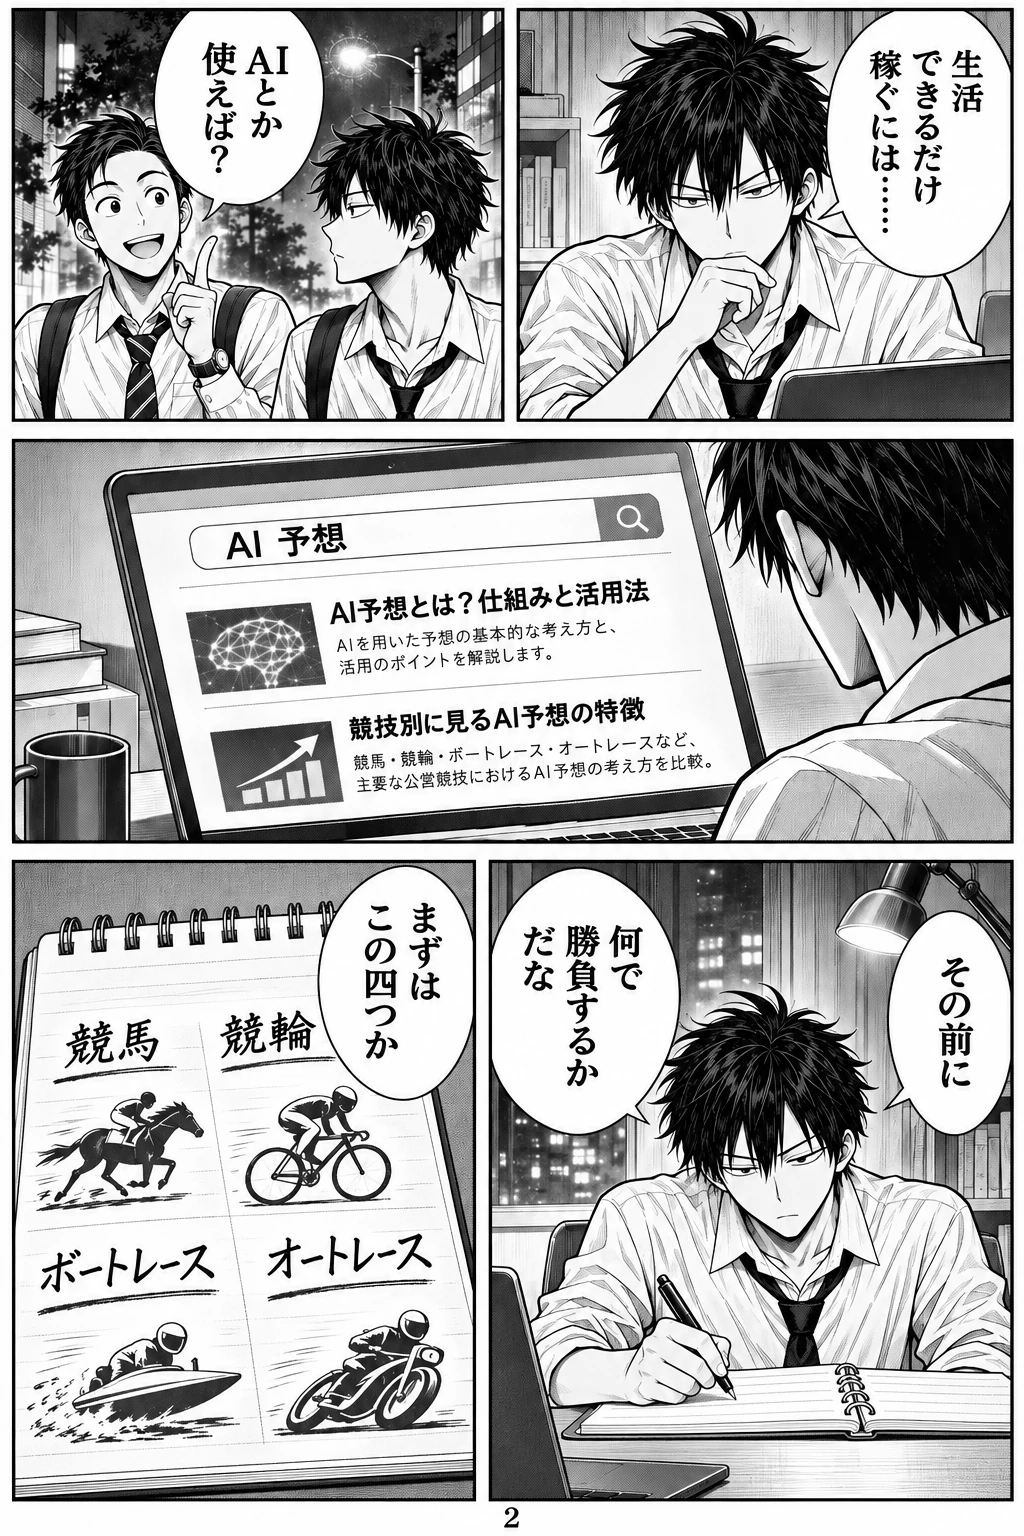 生活
できるだけ
稼ぐには……
AIとか
使えば？
AI 予想
AI予想とは？仕組みと活用法
AIを用いた予想の基本的な考え方と、
活用のポイントを解説します。
競技別に見るAI予想の特徴
競馬・競輪・ボートレース・オートレースなど、
主要な公営競技におけるAI予想の考え方を比較。
その前に
何で
勝負するか
だな
まずは
この四つか
競馬
競輪
ボートレース
オートレース
2